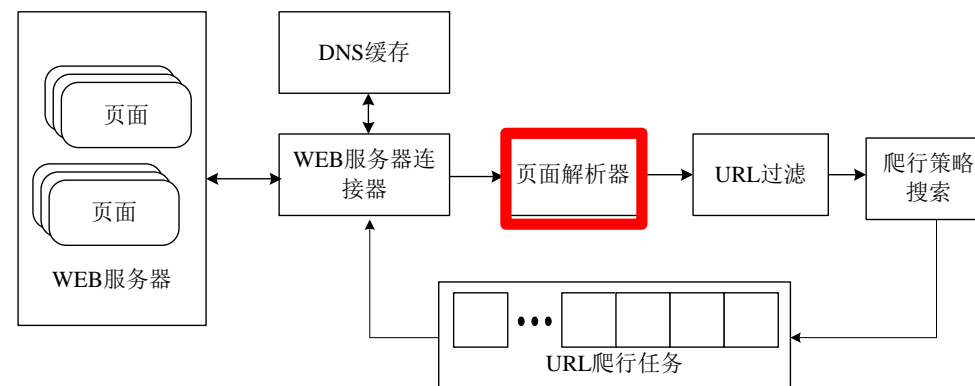 DNS缓存
页面
页面
WEB服务器
WEB服务器连
接器
页面解析器
URL过滤
爬行策略
搜索
URL爬行任务